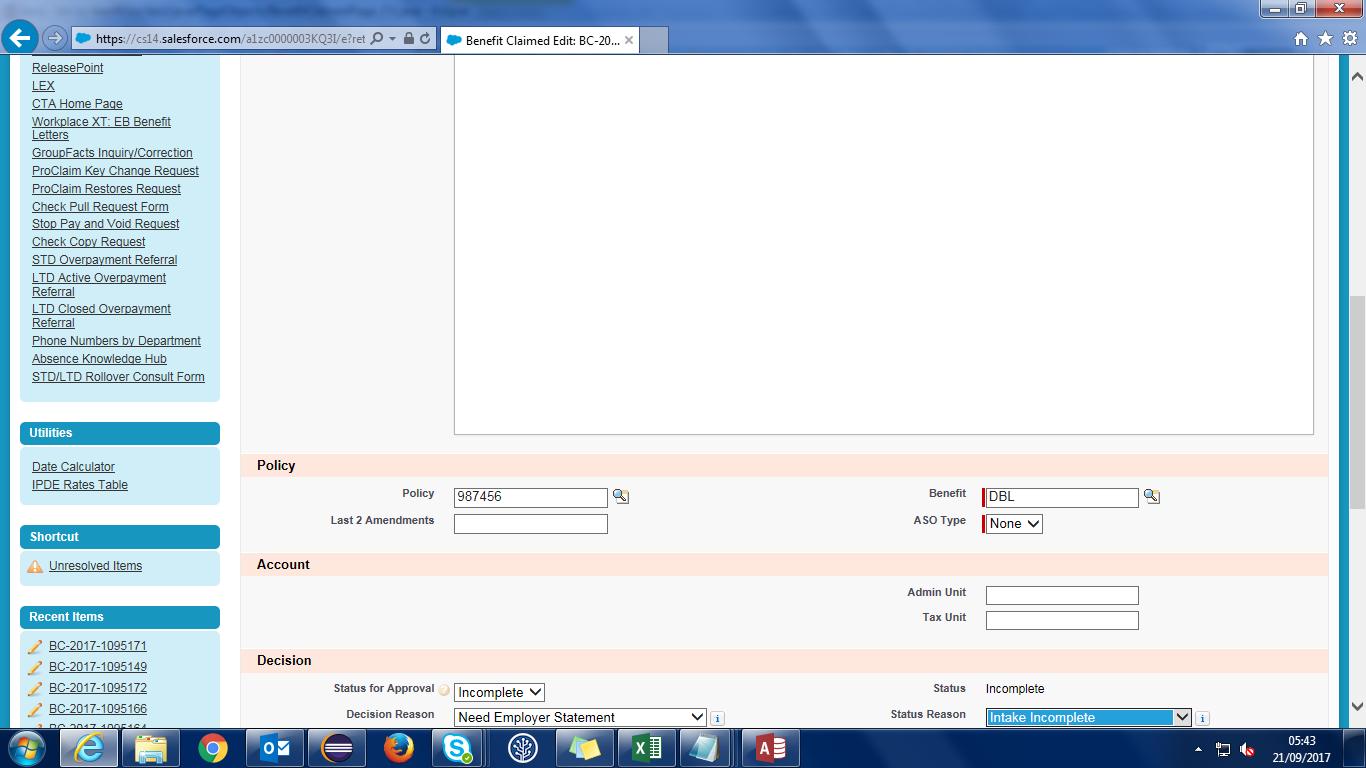 https://cs14.salesforce.com/a1zc0000003KQ3I/e?ret
Benefit Claimed Edit: BC-20...
ReleasePoint
LEX
CTA Home Page
Workplace XT: EB Benefit
Letters
GroupFacts Inquiry/Correction
ProClaim Key Change Request
ProClaim Restores Request
Check Pull Request Form
Stop Pay and Void Request
Check Copy Request
STD Overpayment Referral
LTD Active Overpayment
Referral
LTD Closed Overpayment
Referral
Phone Numbers by Department
Absence Knowledge Hub
STD/LTD Rollover Consult Form
Utilities
Date Calculator
IPDE Rates Table
Shortcut
Unresolved Items
Recent Items
BC-2017-1095171
BC-2017-1095149
BC-2017-1095172
BC-2017-1095166
BC-2017-1095164
Policy
Policy 987456 Benefit DBL
Last 2 Amendments ASO Type None
Account
Admin Unit
Tax Unit
Decision
Status for Approval Incomplete Status Incomplete
Decision Reason Need Employer Statement Status Reason Intake Incomplete
05:43
21/09/2017